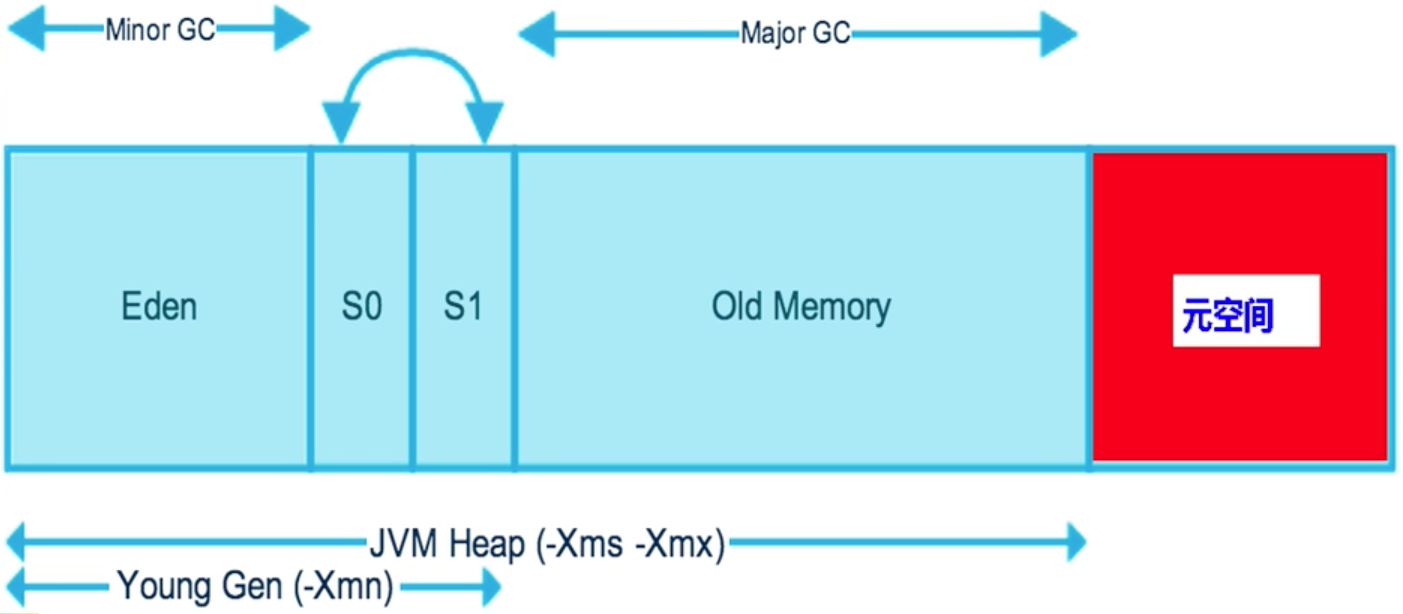 Minor GC
Major GC
Eden
S0
S1
Old Memory
元空间
JVM Heap (-Xms -Xmx)
Young Gen (-Xmn)